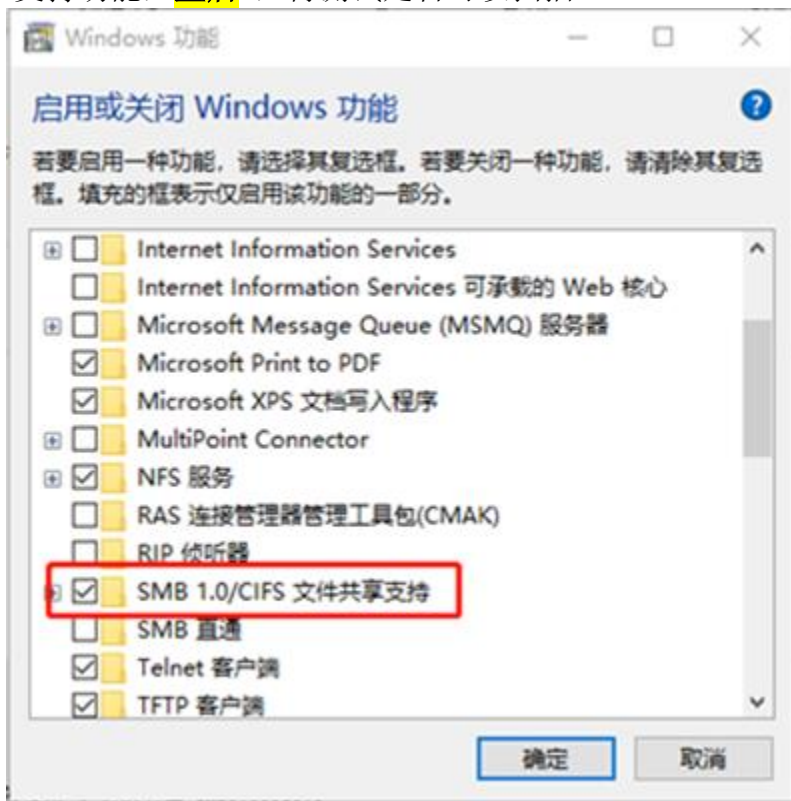 Windows 功能
启用或关闭 Windows 功能
若要启用一种功能，请选择其复选框。若要关闭一种功能，请清除其复选
框。填充的框表示仅启用该功能的一部分。
Internet Information Services
Internet Information Services 可承载的 Web 核心
Microsoft Message Queue (MSMQ) 服务器
Microsoft Print to PDF
Microsoft XPS 文档写入程序
MultiPoint Connector
NFS 服务
RAS 连接管理器管理工具包(CMAK)
RIP 侦听器
SMB 1.0/CIFS 文件共享支持
SMB 直通
Telnet 客户端
TFTP 客户端
确定 取消